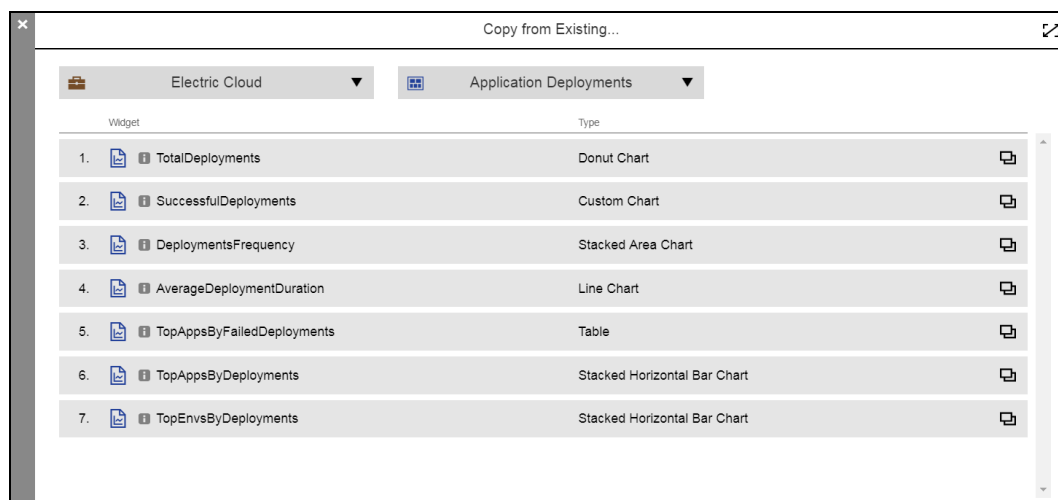 Copy from Existing...
Electric Cloud Application Deployments
Widget Type
1. TotalDeployments Donut Chart
2. SuccessfulDeployments Custom Chart
3. DeploymentsFrequency Stacked Area Chart
4. AverageDeploymentDuration Line Chart
5. TopAppsByFailedDeployments Table
6. TopAppsByDeployments Stacked Horizontal Bar Chart
7. TopEnvsByDeployments Stacked Horizontal Bar Chart